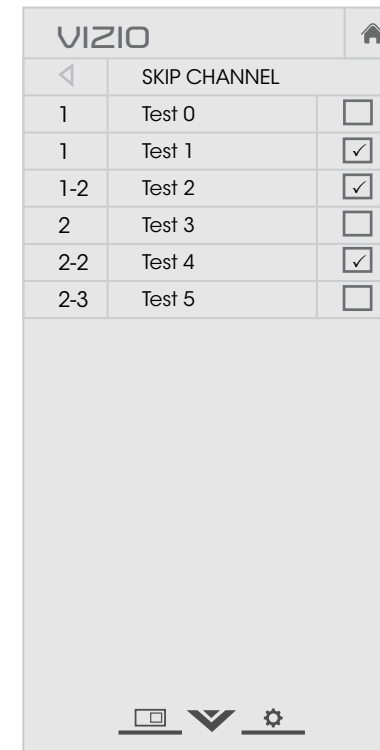 VIZIO
SKIP CHANNEL
1 Test 0
1 Test 1
1-2 Test 2
2 Test 3
2-2 Test 4
2-3 Test 5